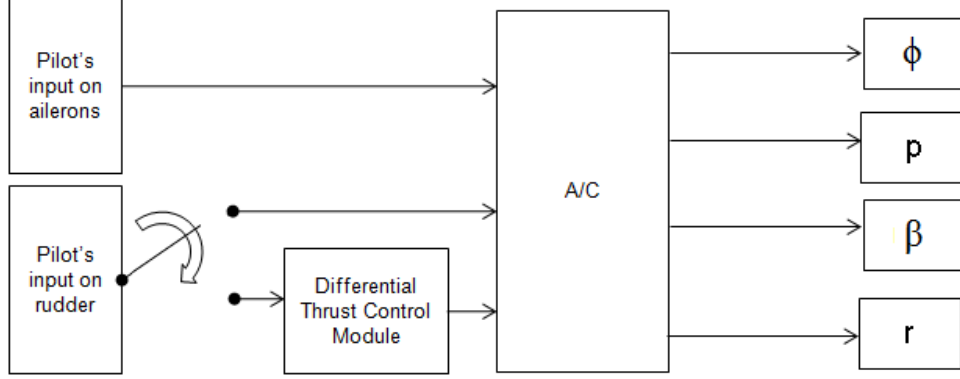 Pilot's
input on
ailerons
Pilot's
input on
rudder
Differential
Thrust Control
Module
A/C
ϕ
p
β
r